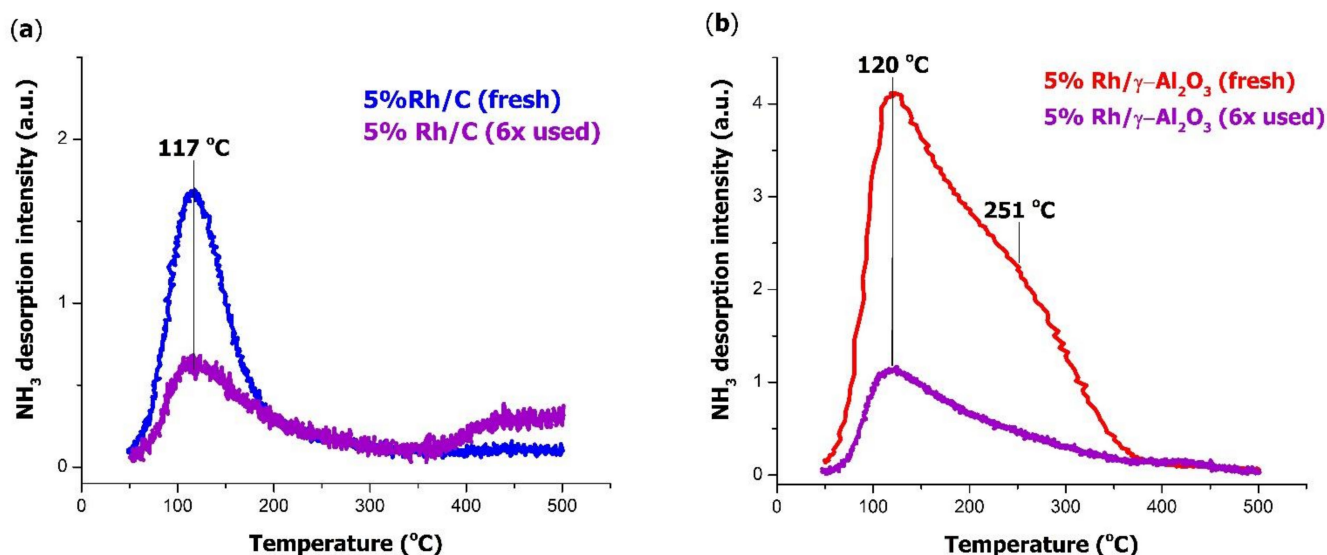 (a)
NH₃ desorption intensity (a.u.)
2
1
0
117 °C
5%Rh/C (fresh)
5% Rh/C (6x used)
0 100 200 300 400 500
Temperature (°C)
(b)
NH₃ desorption intensity (a.u.)
4
3
2
1
0
120 °C
251 °C
5% Rh/γ–Al₂O₃ (fresh)
5% Rh/γ–Al₂O₃ (6x used)
0 100 200 300 400 500
Temperature (°C)